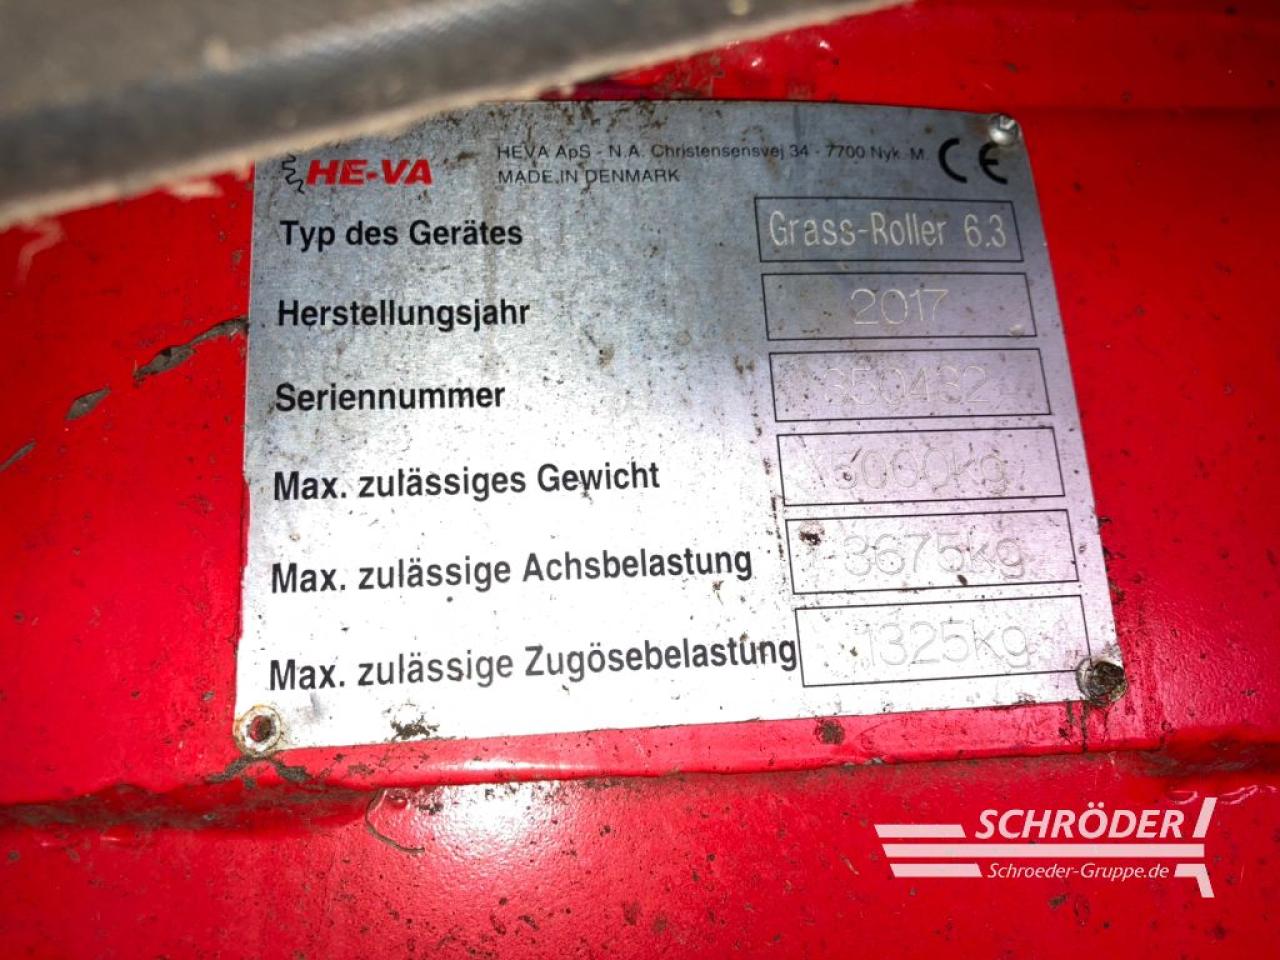 HE-VA
HEVA ApS - N.A. Christensensvej 34 - 7700 Nyk. M.
MADE IN DENMARK
CE
Typ des Gerätes Grass-Roller 6.3
Herstellungsjahr 2017
Seriennummer 350432
Max. zulässiges Gewicht 5000kg
Max. zulässige Achsbelastung 3675kg
Max. zulässige Zugösebelastung 1325kg
SCHRÖDER
Schroeder-Gruppe.de